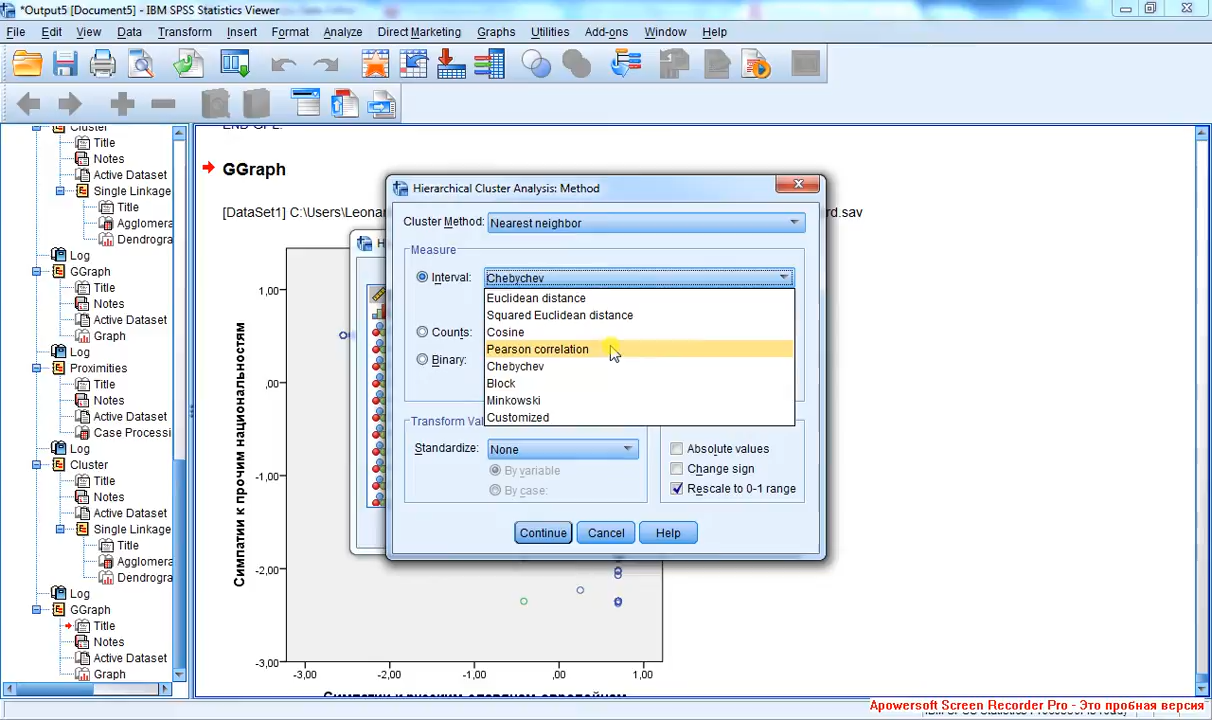 *Output5 [Document5] - IBM SPSS Statistics Viewer
File Edit View Data Transform Insert Format Analyze Direct Marketing Graphs Utilities Add-ons Window Help
Cluster
Title
Notes
Active Dataset
Single Linkage
Title
Agglomera
Dendrogra
Log
GGraph
Title
Notes
Active Dataset
Graph
Log
Proximities
Title
Notes
Active Dataset
Case Processi
Log
Cluster
Title
Notes
Active Dataset
Single Linkage
Title
Agglomera
Dendrogra
Log
GGraph
Title
Notes
Active Dataset
Graph
END GPL.
GGraph
[DataSet1] C:\Users\Leona
rd.sav
Симпатии к прочим национальностям
1,00
,00
-1,00
-2,00
-3,00
-3,00 -2,00 -1,00 ,00 1,00
Hierarchical Cluster Analysis: Method
Cluster Method: Nearest neighbor
Measure
Interval: Chebychev
Euclidean distance
Squared Euclidean distance
Cosine
Pearson correlation
Chebychev
Block
Minkowski
Customized
Counts:
Binary:
Transform Val
Standardize: None
By variable
By case:
Absolute values
Change sign
Rescale to 0-1 range
Continue Cancel Help
Apowersoft Screen Recorder Pro - Это пробная версия